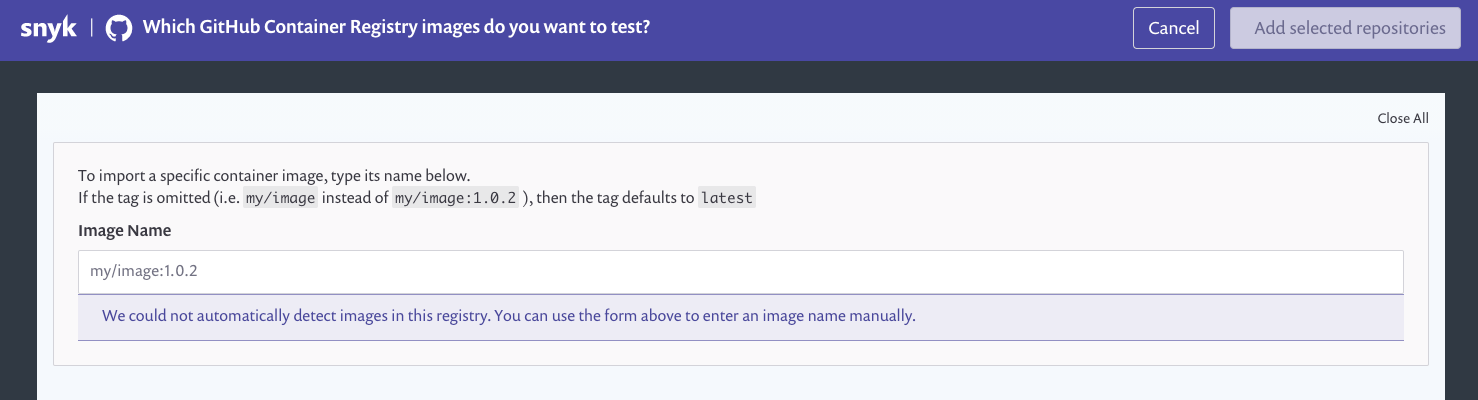 snyk | Which GitHub Container Registry images do you want to test?
Cancel
Add selected repositories
Close All
To import a specific container image, type its name below.
If the tag is omitted (i.e. my/image instead of my/image:1.0.2 ), then the tag defaults to latest
Image Name
my/image:1.0.2
We could not automatically detect images in this registry. You can use the form above to enter an image name manually.